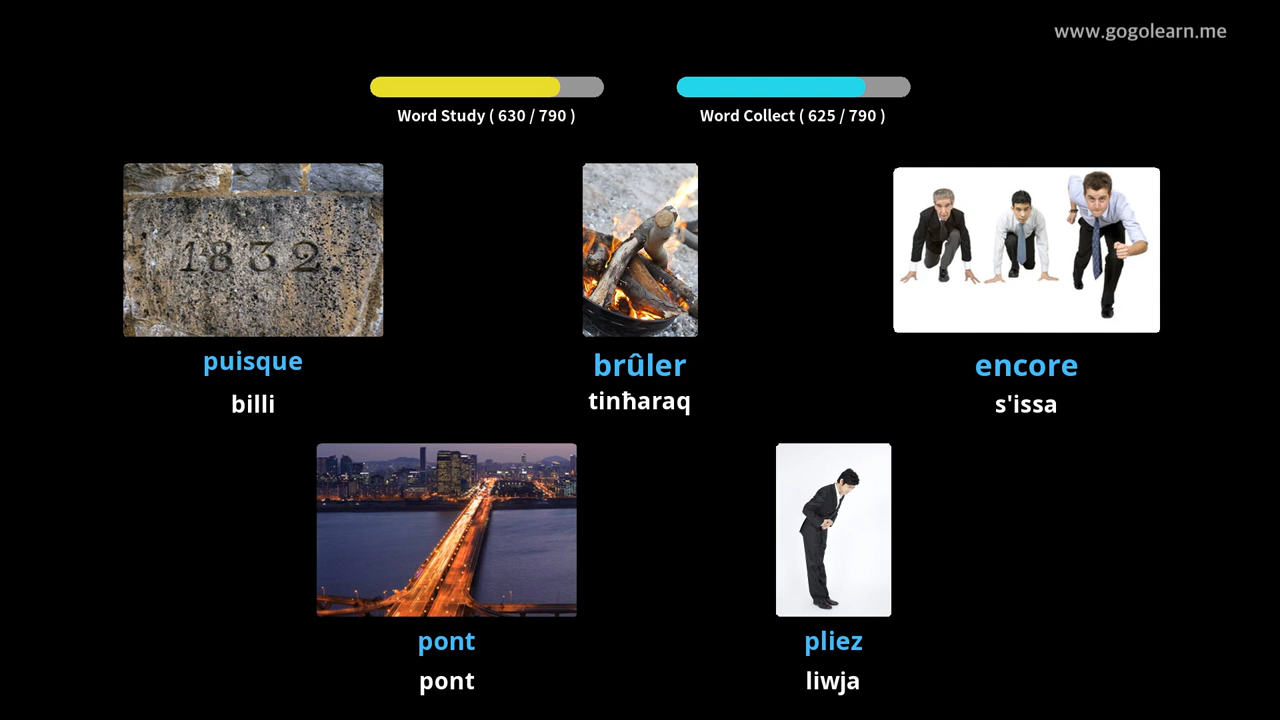 www.gogolearn.me
Word Study ( 630 / 790 )
Word Collect ( 625 / 790 )
1832.
puisque
billi
brûler
tinħaraq
encore
s'issa
pont
pont
pliez
liwja